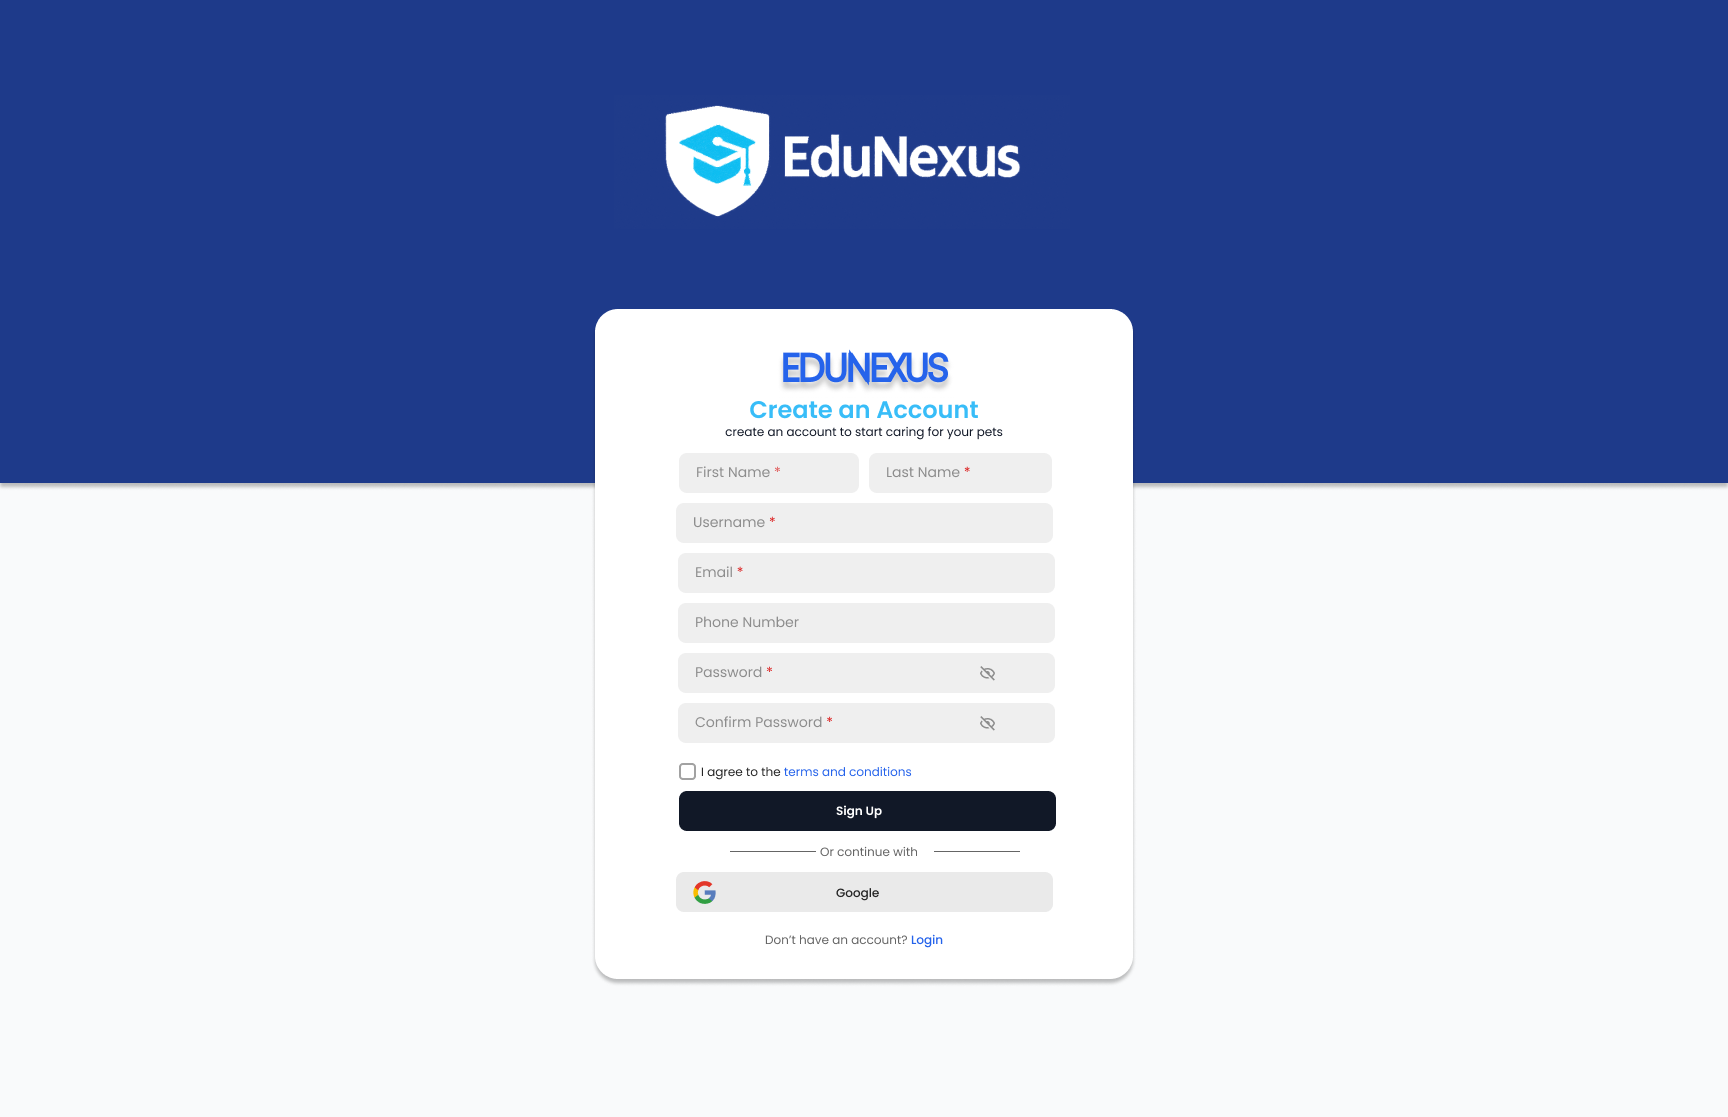 EduNexus
EDUNEXUS
Create an Account
create an account to start caring for your pets
First Name * Last Name *
Username *
Email *
Phone Number
Password *
Confirm Password *
I agree to the terms and conditions
Sign Up
Or continue with
Google
Don't have an account? Login